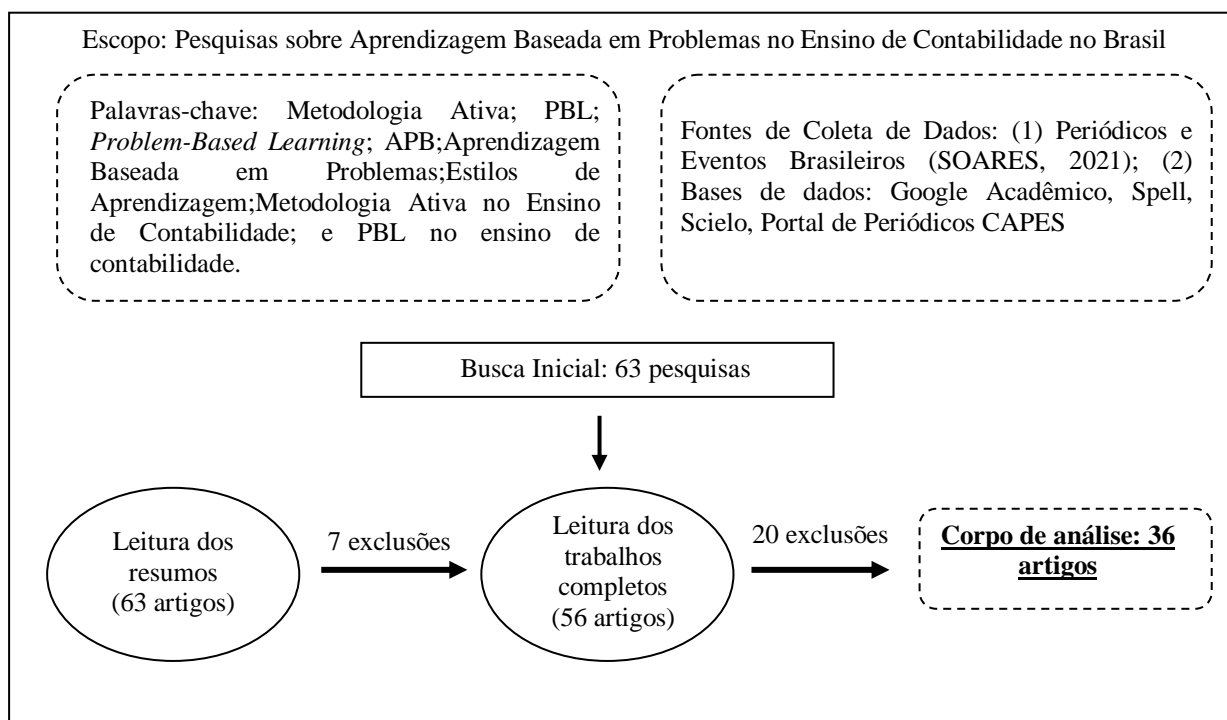 Escopo: Pesquisas sobre Aprendizagem Baseada em Problemas no Ensino de Contabilidade no Brasil
Palavras-chave: Metodologia Ativa; PBL;
Problem-Based Learning; APB;Aprendizagem
Baseada em Problemas;Estilos de
Aprendizagem;Metodologia Ativa no Ensino
de Contabilidade; e PBL no ensino de
contabilidade.
Fontes de Coleta de Dados: (1) Periódicos e
Eventos Brasileiros (SOARES, 2021); (2)
Bases de dados: Google Acadêmico, Spell,
Scielo, Portal de Periódicos CAPES
Busca Inicial: 63 pesquisas
Leitura dos
resumos
(63 artigos)
7 exclusões
Leitura dos
trabalhos
completos
(56 artigos)
20 exclusões
Corpo de análise: 36
artigos